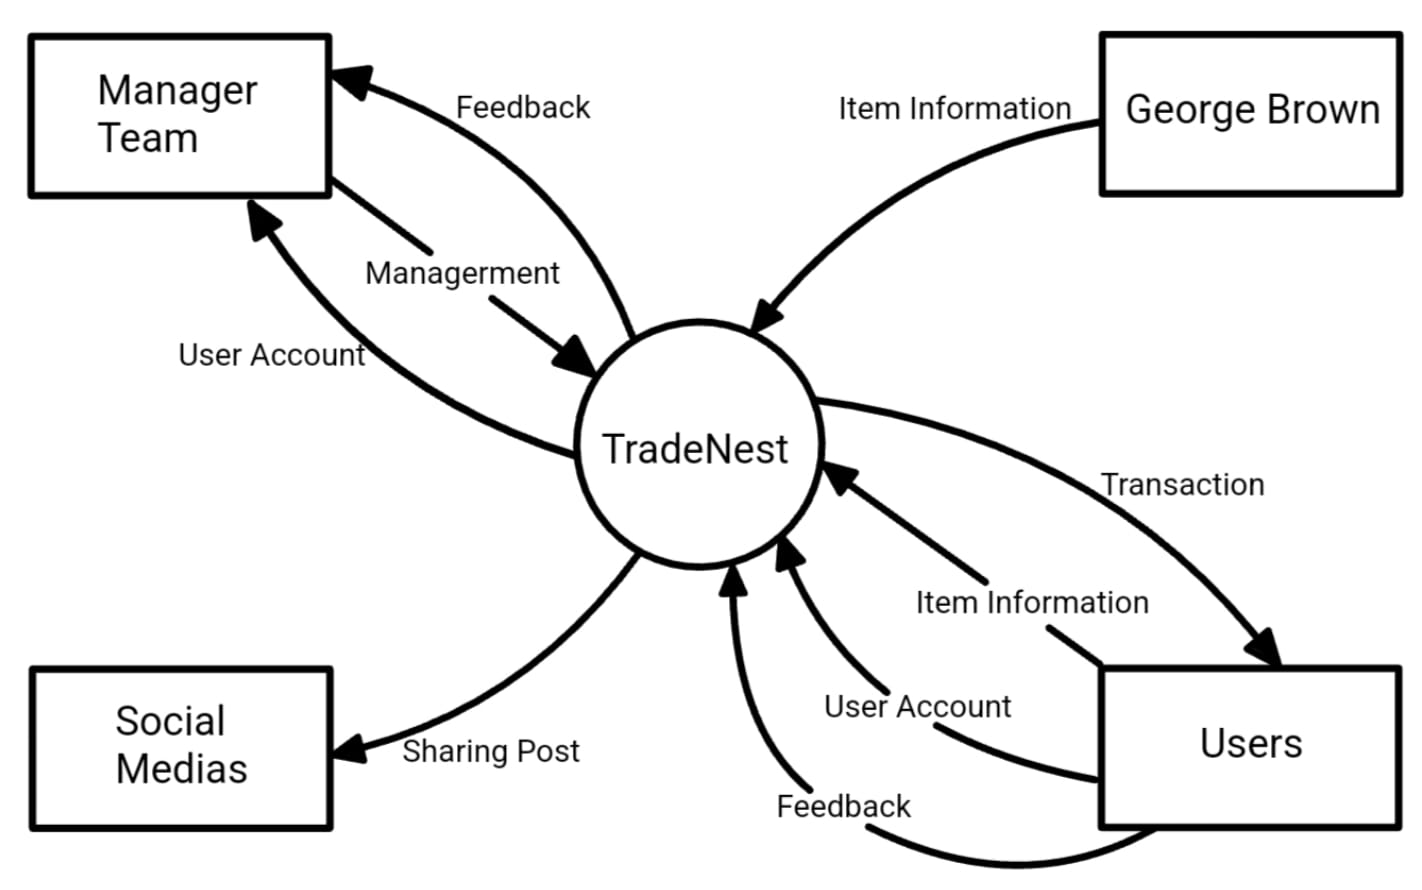 Manager
Team
Feedback
Item Information
George Brown
Managerment
User Account
TradeNest
Transaction
Item Information
User Account
Social
Medias
Sharing Post
Users
Feedback